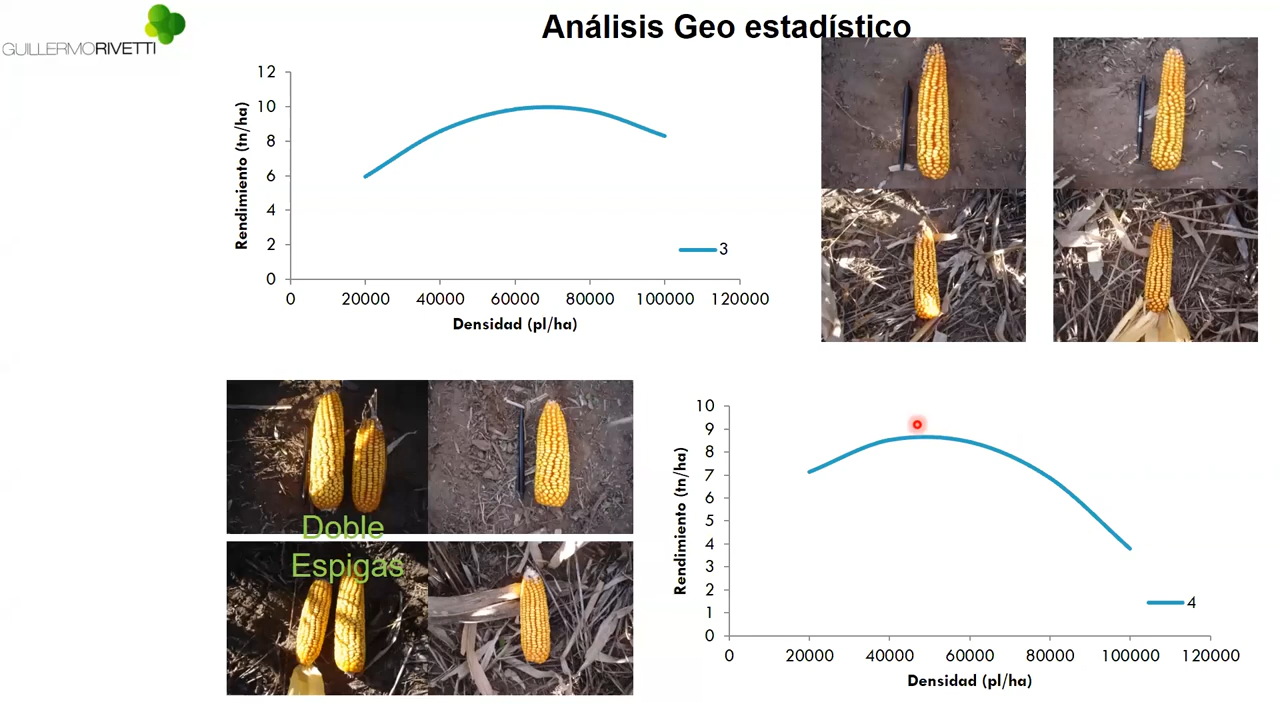 GUILLERMORIVETTI
Análisis Geo estadístico
12
10
8
6
4
2
0
Rendimiento (tn/ha)
3
0 20000 40000 60000 80000 100000 120000
Densidad (pl/ha)
Doble
Espigas
10
9
8
7
6
5
4
3
2
1
0
Rendimiento (tn/ha)
4
0 20000 40000 60000 80000 100000 120000
Densidad (pl/ha)